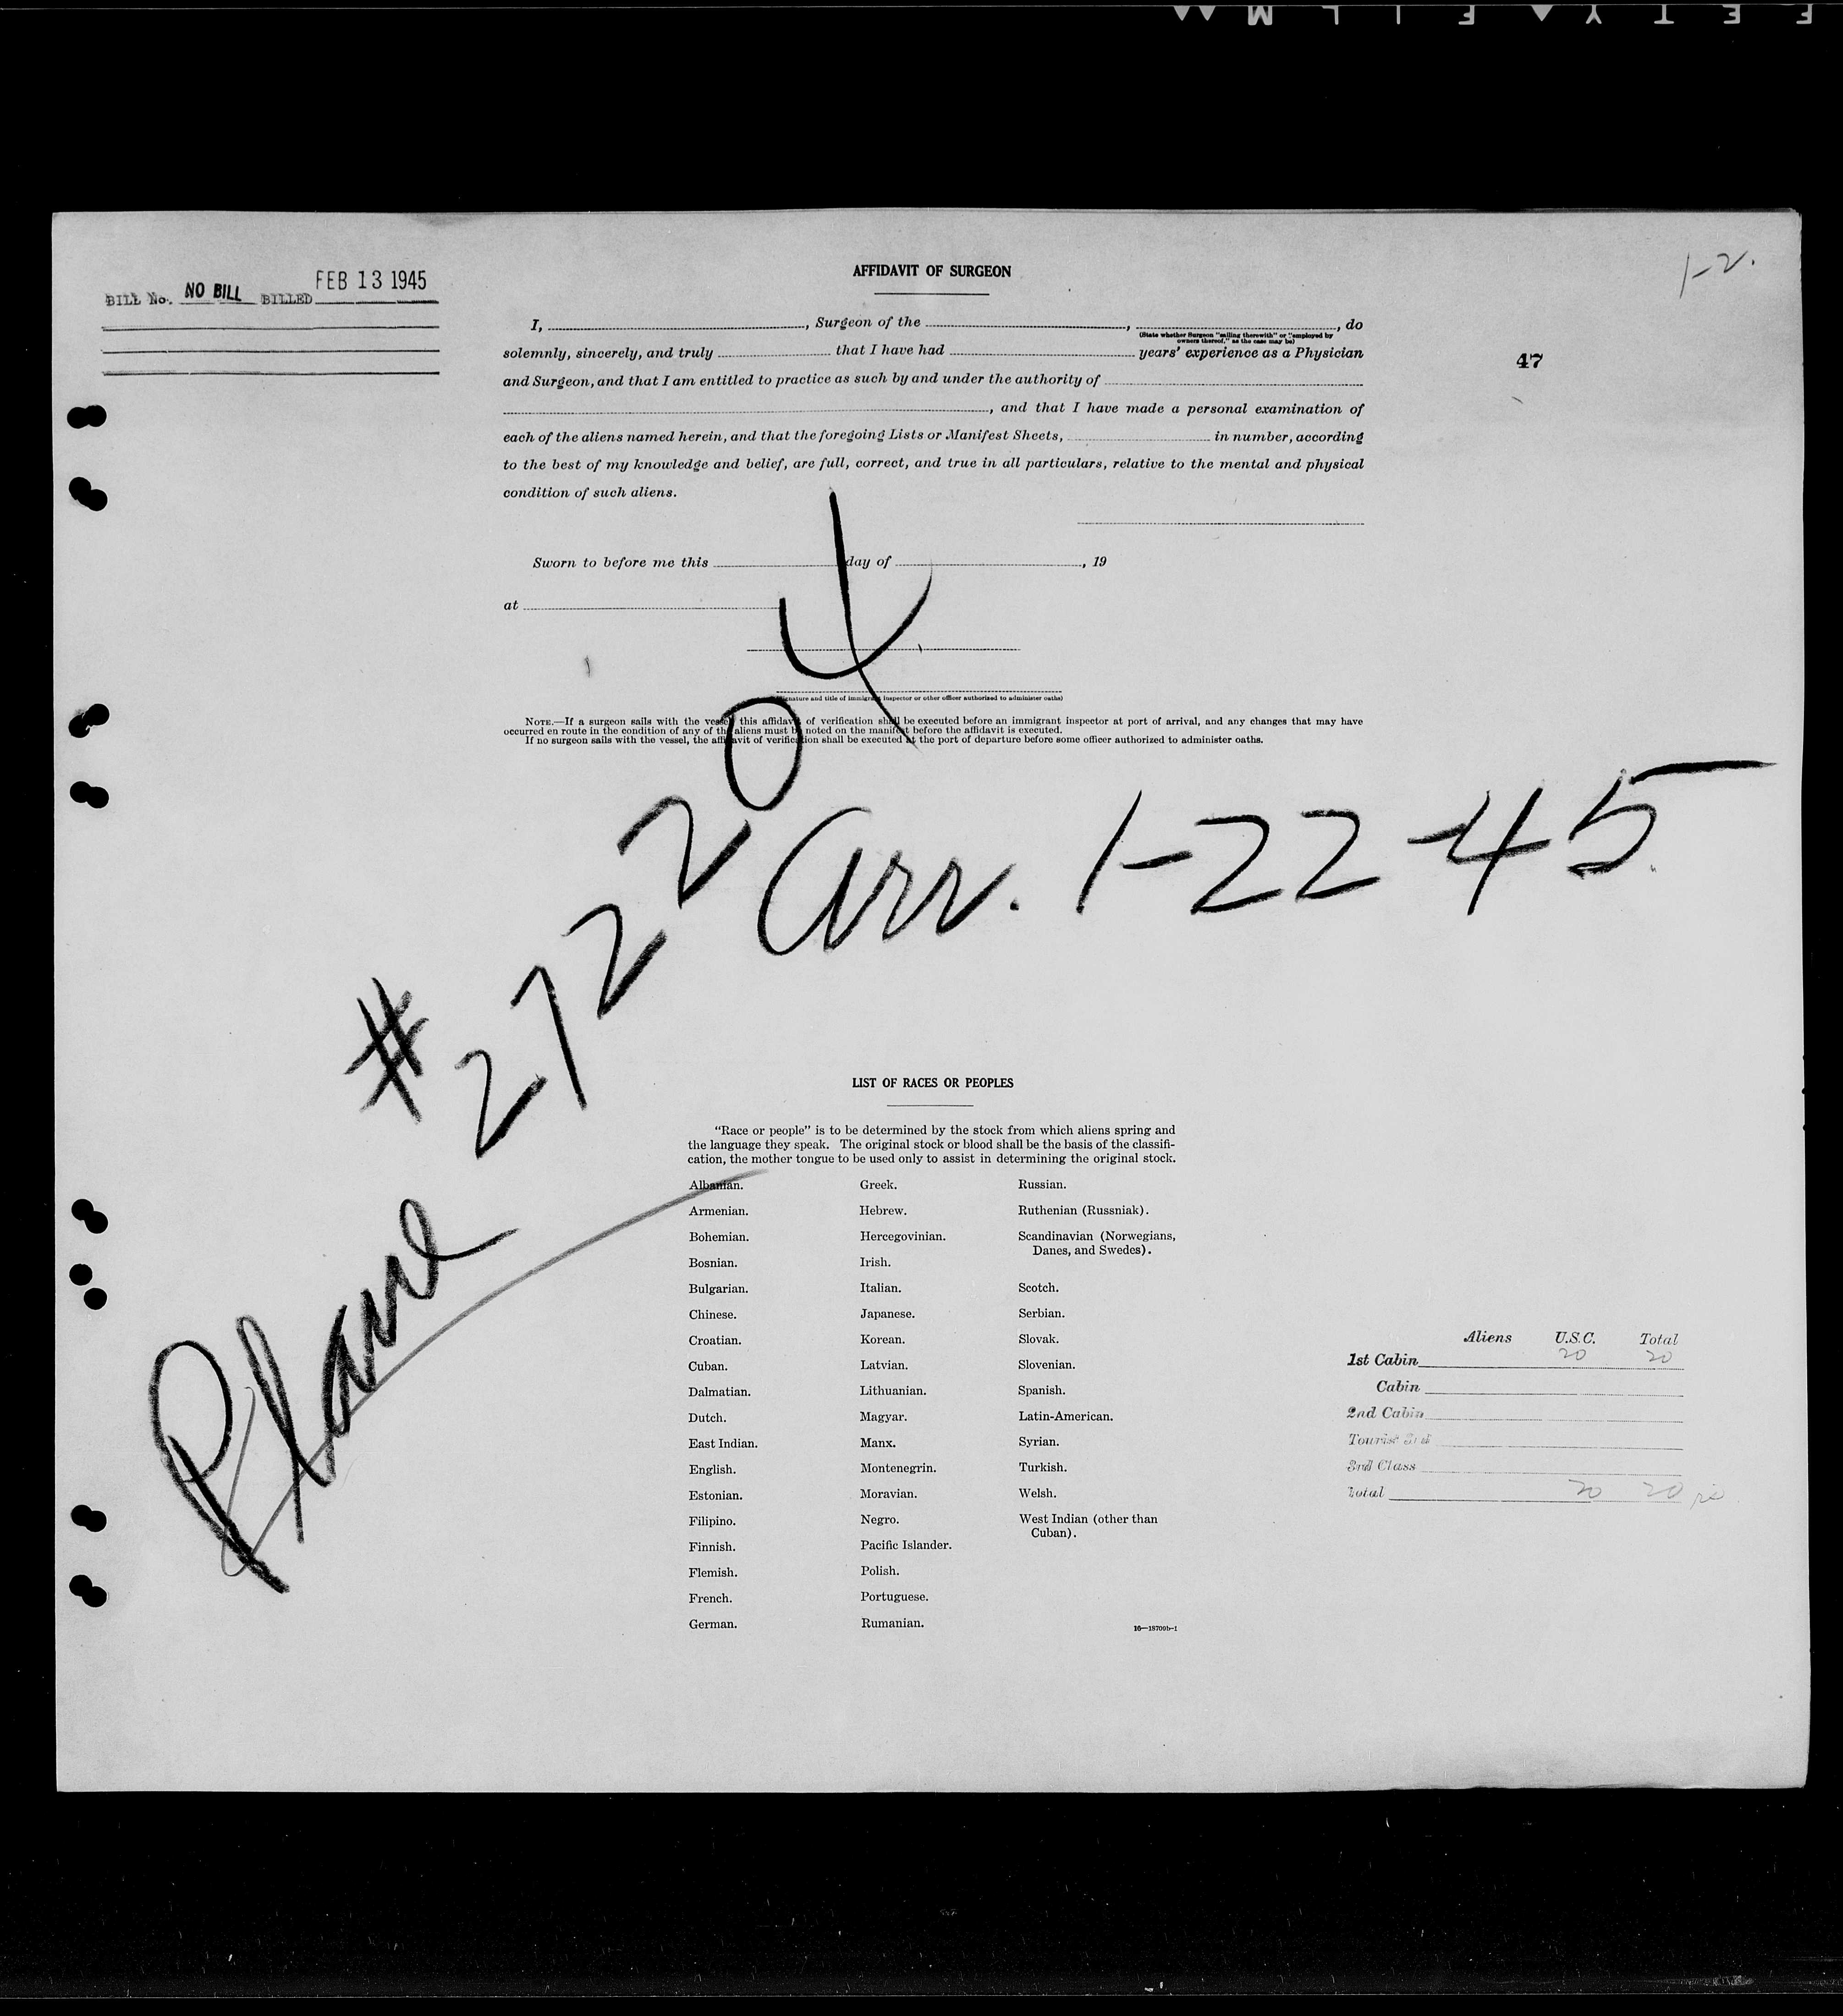 BILL No. NO BILL BILLED FEB 13 1945
1-2.
47
AFFIDAVIT OF SURGEON
I, , Surgeon of the , , do
(State whether Surgeon "sailing therewith" or "employed by
owners thereof," as the case may be)
solemnly, sincerely, and truly that I have had years' experience as a Physician
and Surgeon, and that I am entitled to practice as such by and under the authority of
, and that I have made a personal examination of
each of the aliens named herein, and that the foregoing Lists or Manifest Sheets, in number, according
to the best of my knowledge and belief, are full, correct, and true in all particulars, relative to the mental and physical
condition of such aliens.
Sworn to before me this day of , 19
at
(Signature and title of immigrant inspector or other officer authorized to administer oaths)
NOTE.—If a surgeon sails with the vessel, this affidavit of verification shall be executed before an immigrant inspector at port of arrival, and any changes that may have
occurred en route in the condition of any of the aliens must be noted on the manifest before the affidavit is executed.
If no surgeon sails with the vessel, the affidavit of verification shall be executed at the port of departure before some officer authorized to administer oaths.
Plane # 272204
Arr. 1-22-45
LIST OF RACES OR PEOPLES
"Race or people" is to be determined by the stock from which aliens spring and
the language they speak. The original stock or blood shall be the basis of the classifi-
cation, the mother tongue to be used only to assist in determining the original stock.
Albanian.
Armenian.
Bohemian.
Bosnian.
Bulgarian.
Chinese.
Croatian.
Cuban.
Dalmatian.
Dutch.
East Indian.
English.
Estonian.
Filipino.
Finnish.
Flemish.
French.
German.
Greek.
Hebrew.
Hercegovinian.
Irish.
Italian.
Japanese.
Korean.
Latvian.
Lithuanian.
Magyar.
Manx.
Montenegrin.
Moravian.
Negro.
Pacific Islander.
Polish.
Portuguese.
Rumanian.
Russian.
Ruthenian (Russniak).
Scandinavian (Norwegians,
Danes, and Swedes).
Scotch.
Serbian.
Slovak.
Slovenian.
Spanish.
Latin-American.
Syrian.
Turkish.
Welsh.
West Indian (other than
Cuban).
16—18709b-1
Aliens U.S.C. Total
1st Cabin 20 20
Cabin
2nd Cabin
Tourist 3rd
3rd Class
Total 20 20